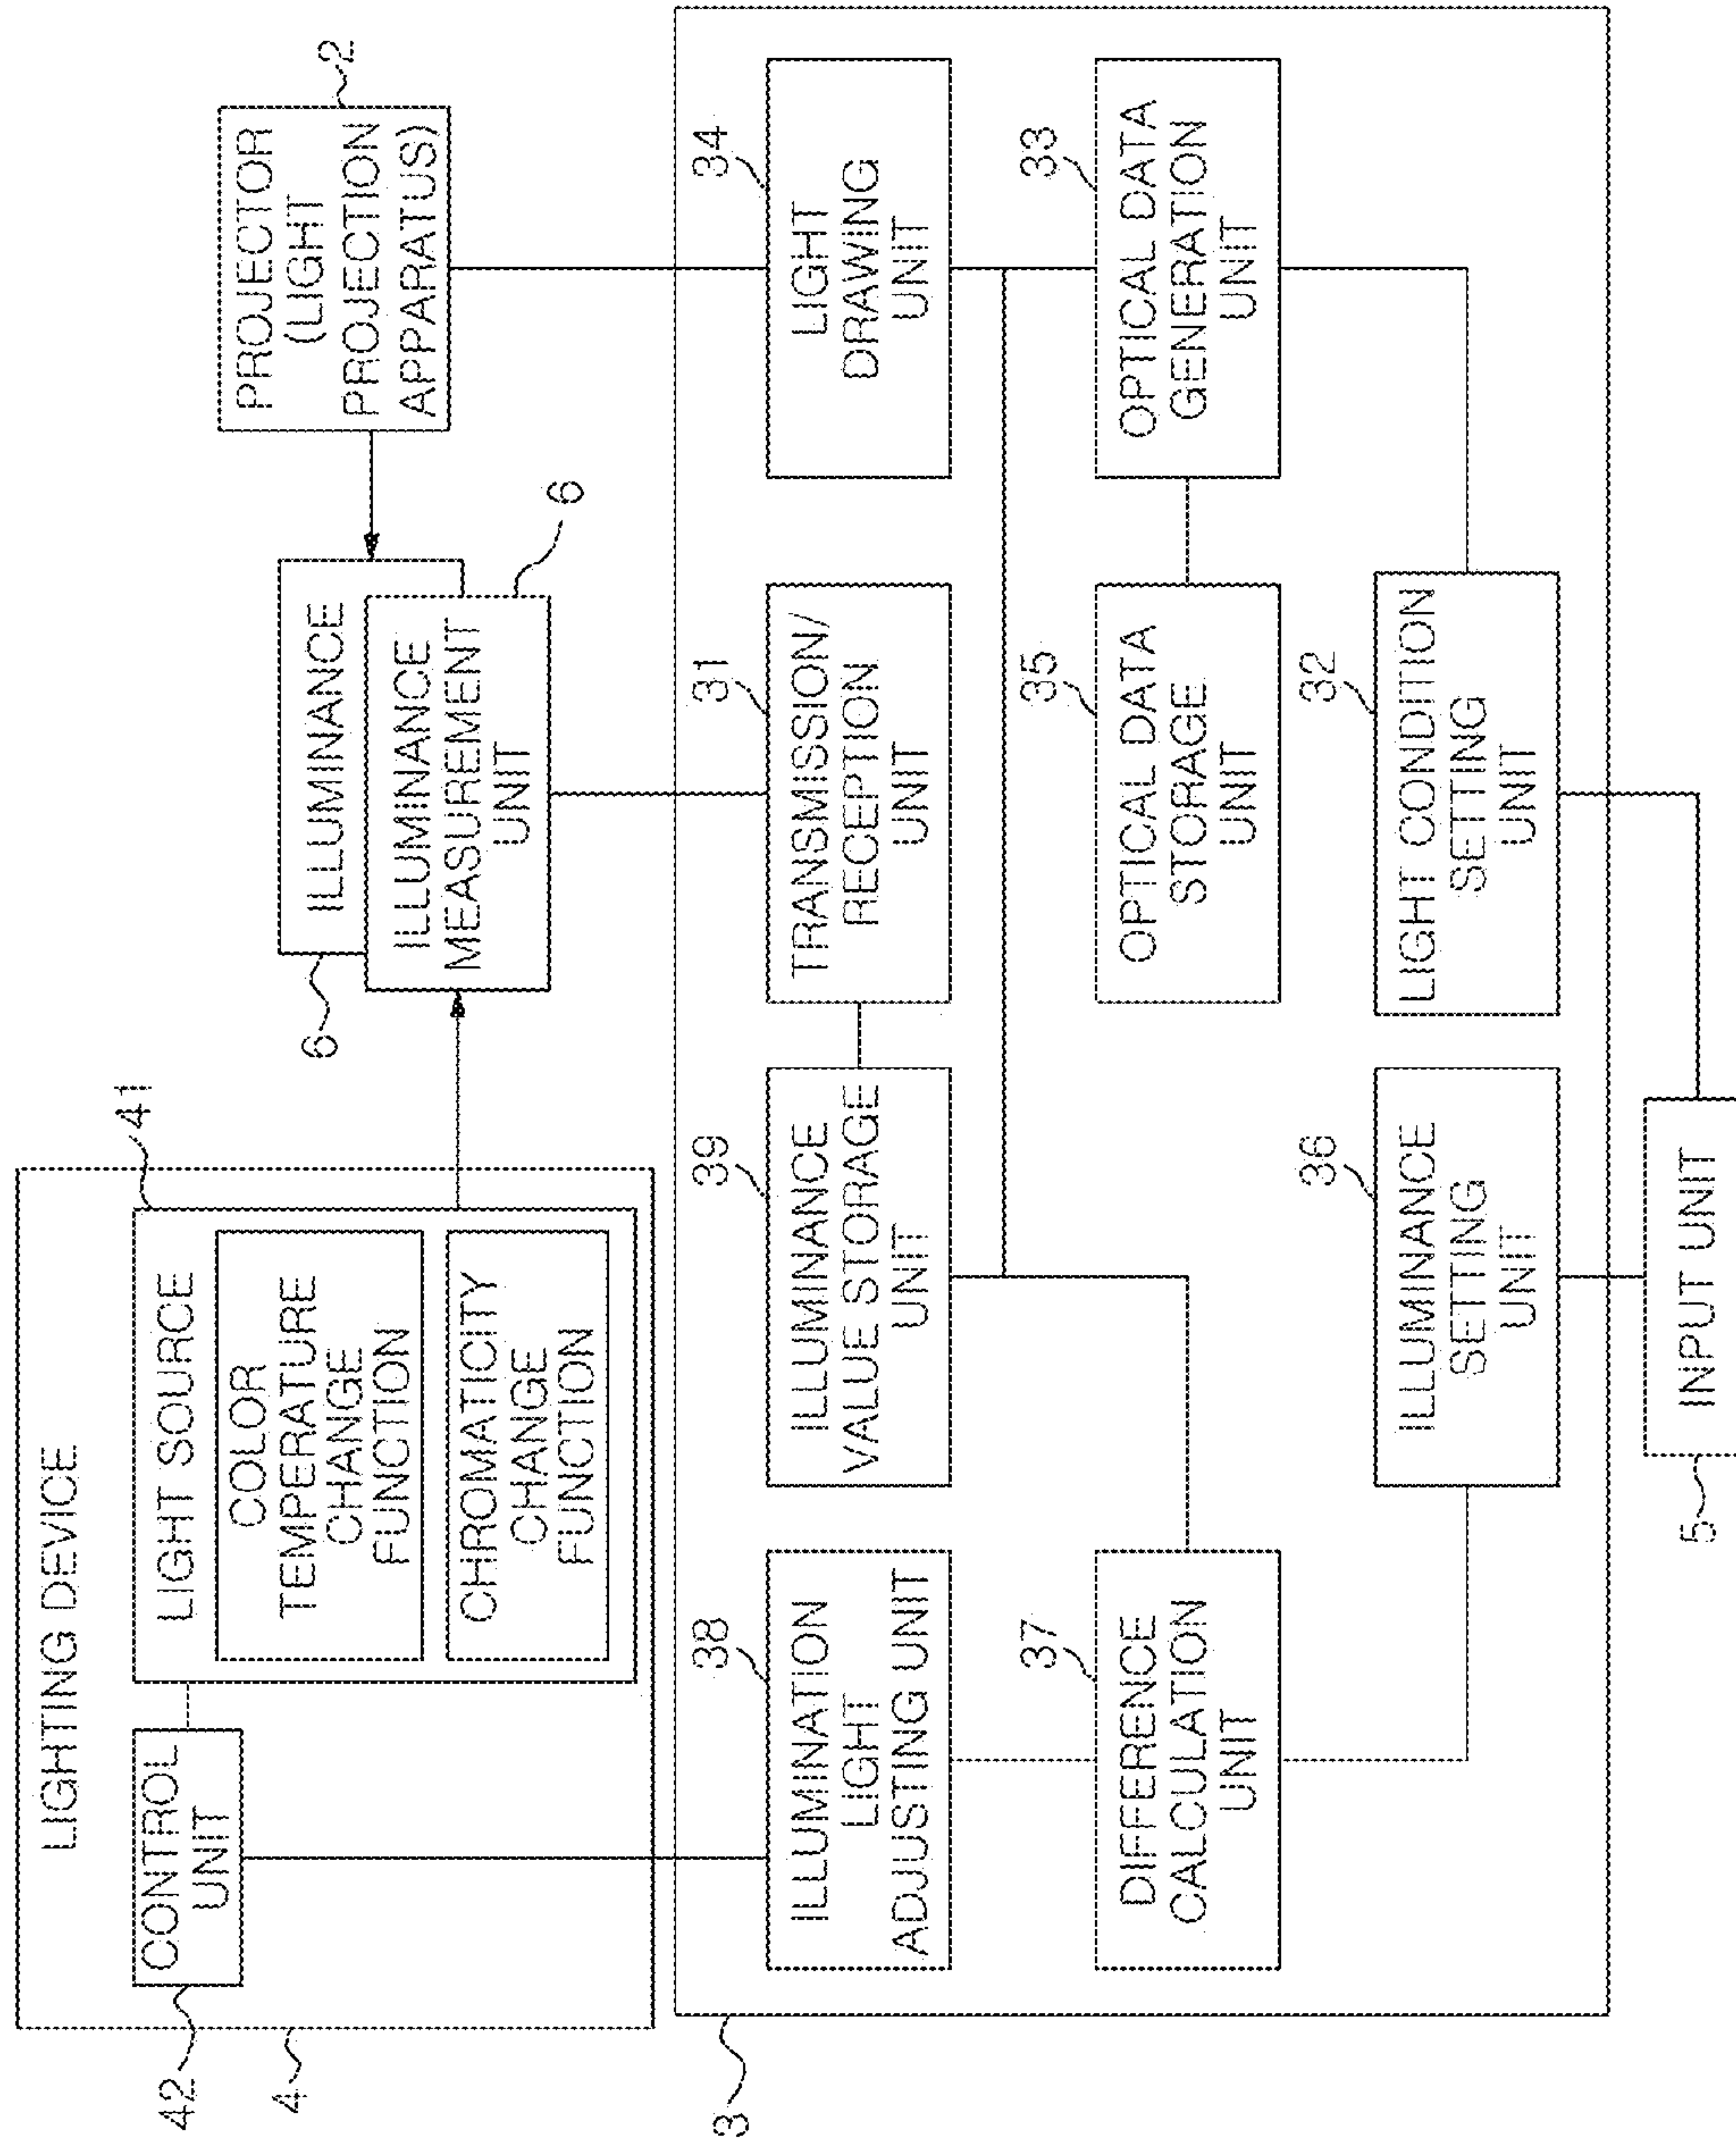 LIGHTING DEVICE
4
42
CONTROL
UNIT
41
LIGHT SOURCE
COLOR
TEMPERATURE
CHANGE
FUNCTION
CHROMATICITY
CHANGE
FUNCTION
6
ILLUMINANCE
6
ILLUMINANCE
MEASUREMENT
UNIT
2
PROJECTOR
(LIGHT
PROJECTION
APPARATUS)
3
38
ILLUMINATION
LIGHT
ADJUSTING UNIT
39
ILLUMINANCE
VALUE STORAGE
UNIT
31
TRANSMISSION/
RECEPTION
UNIT
34
LIGHT
DRAWING
UNIT
37
DIFFERENCE
CALCULATION
UNIT
35
OPTICAL DATA
STORAGE
UNIT
33
OPTICAL DATA
GENERATION
UNIT
36
ILLUMINANCE
SETTING
UNIT
32
LIGHT CONDITION
SETTING
UNIT
5
INPUT UNIT